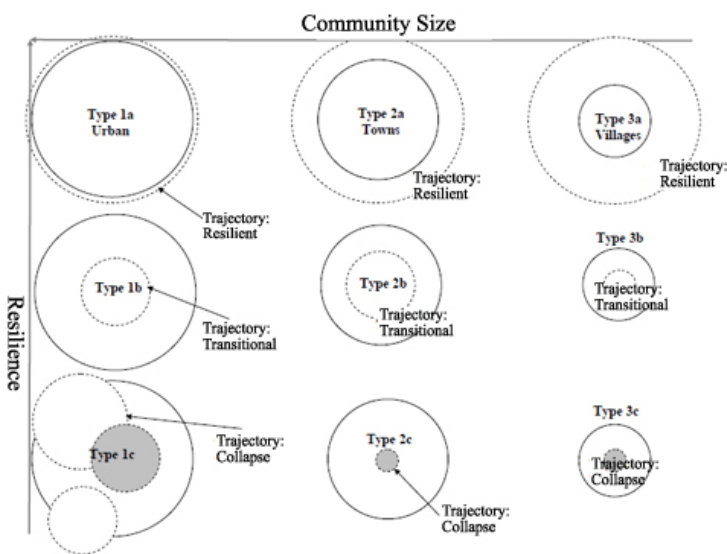 Community Size
Type 1a
Urban
Type 2a
Towns
Type 3a
Villages
Trajectory:
Resilient
Trajectory:
Resilient
Trajectory:
Resilient
Resilience
Type 1b
Type 2b
Type 3b
Trajectory:
Transitional
Trajectory:
Transitional
Trajectory:
Transitional
Type 1c
Type 2c
Type 3c
Trajectory:
Collapse
Trajectory:
Collapse
Trajectory:
Collapse